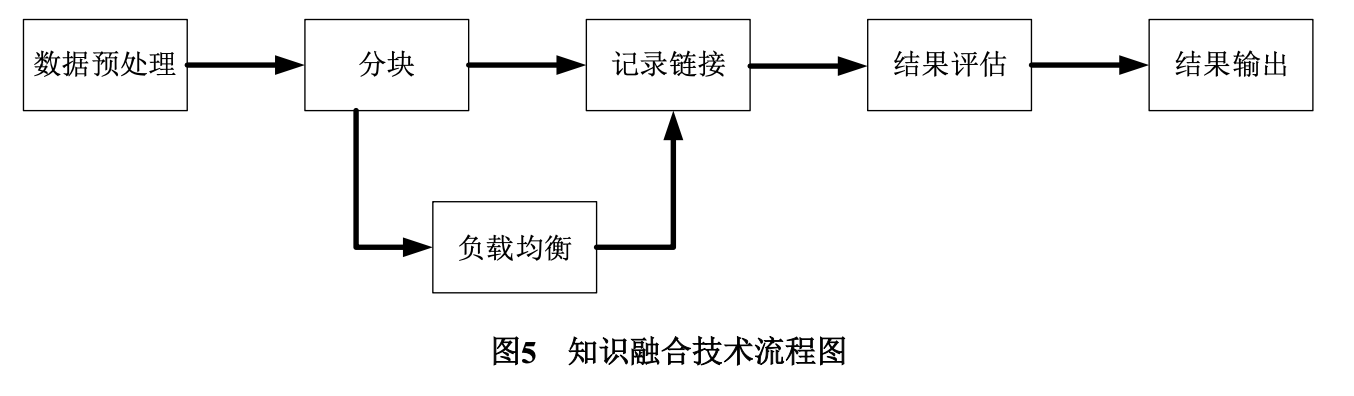 数据预处理
分块
记录链接
结果评估
结果输出
负载均衡
图5 知识融合技术流程图